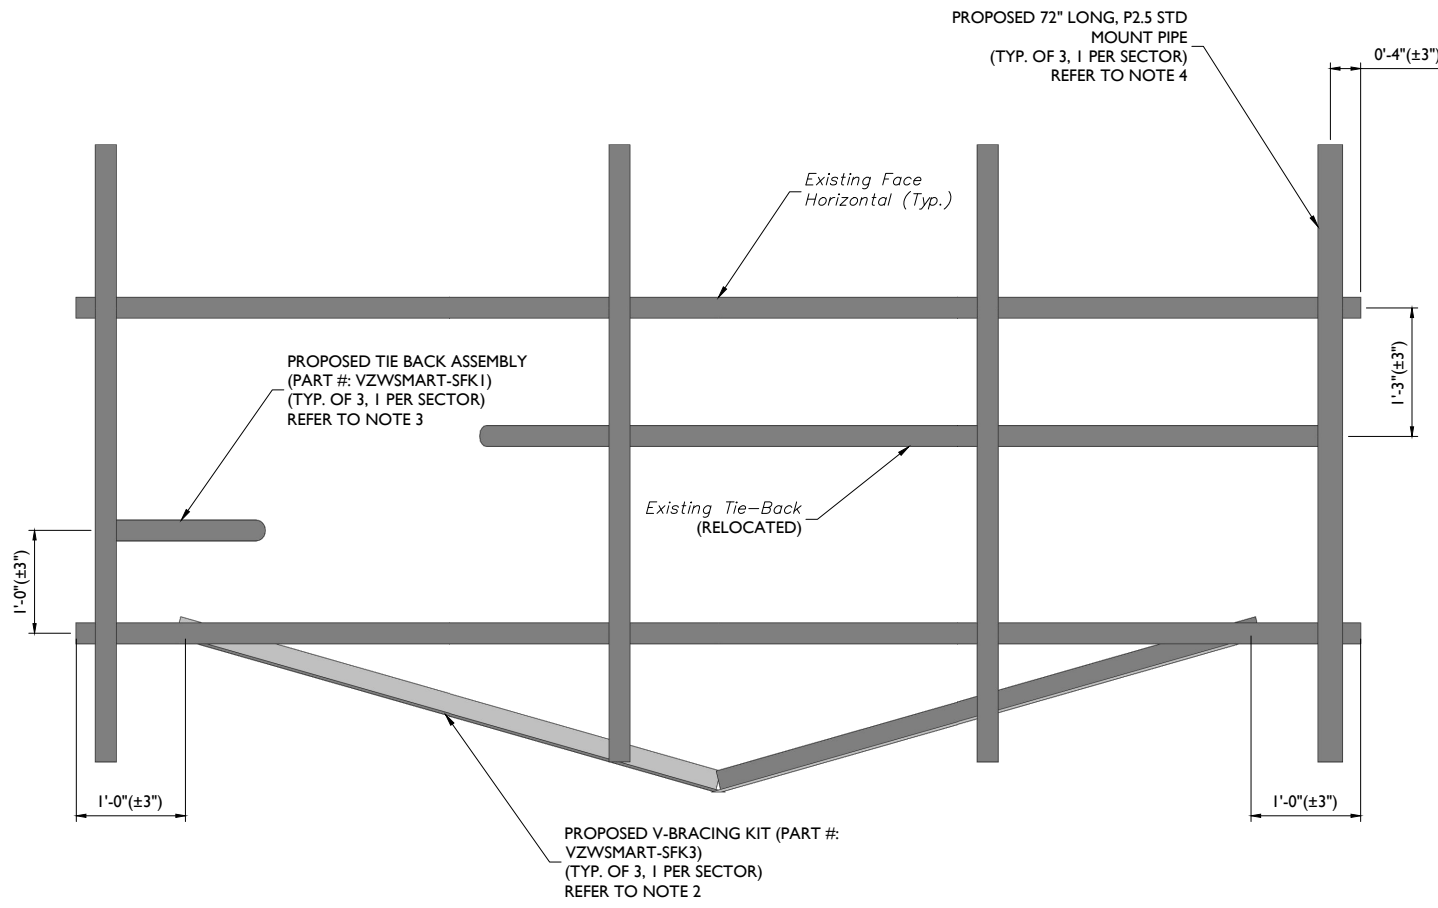 PROPOSED 72" LONG, P2.5 STD
MOUNT PIPE
(TYP. OF 3, 1 PER SECTOR)
REFER TO NOTE 4
0'-4"(±3")
Existing Face
Horizontal (Typ.)
PROPOSED TIE BACK ASSEMBLY
(PART #: VZWSMART-SFK1)
(TYP. OF 3, 1 PER SECTOR)
REFER TO NOTE 3
1'-3"(±3")
Existing Tie-Back
(RELOCATED)
1'-0"(±3")
1'-0"(±3")
1'-0"(±3")
PROPOSED V-BRACING KIT (PART #:
VZWSMART-SFK3)
(TYP. OF 3, 1 PER SECTOR)
REFER TO NOTE 2